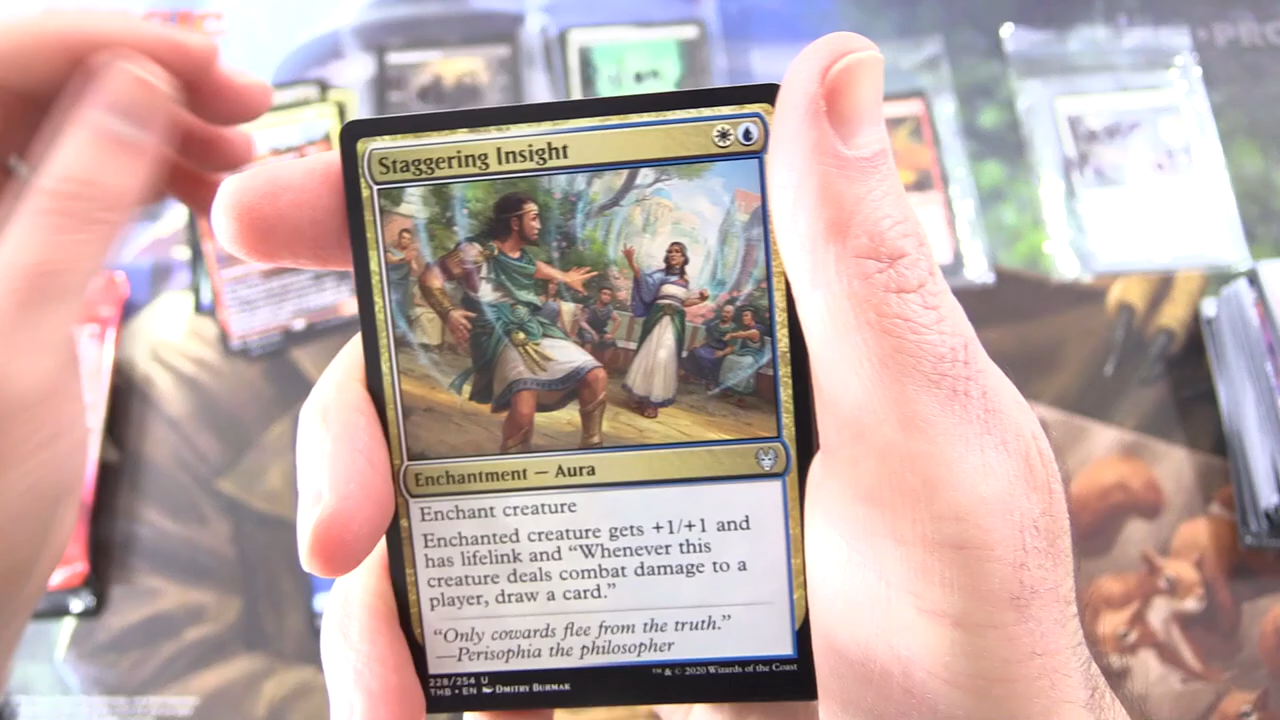 Staggering Insight
Enchantment — Aura
Enchant creature
Enchanted creature gets +1/+1 and
has lifelink and “Whenever this
creature deals combat damage to a
player, draw a card.”
“Only cowards flee from the truth.”
—Perisophia the philosopher
228/254 U
THB • EN DMITRY BURMAK
™ & © 2020 Wizards of the Coast